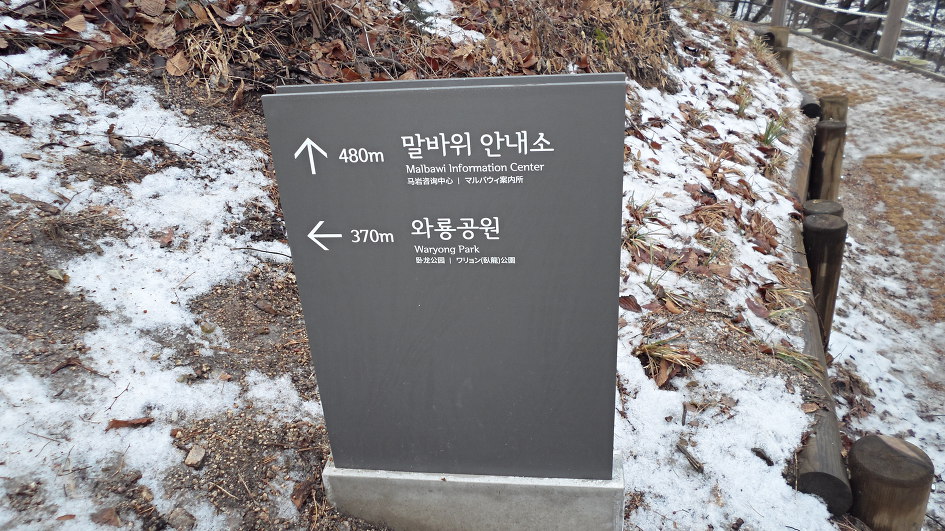 480m 말바위 안내소
Malbawi Information Center
马岩咨询中心 | マルバウィ案内所
370m 와룡공원
Waryong Park
卧龙公园 | ワリョン(臥龍)公園